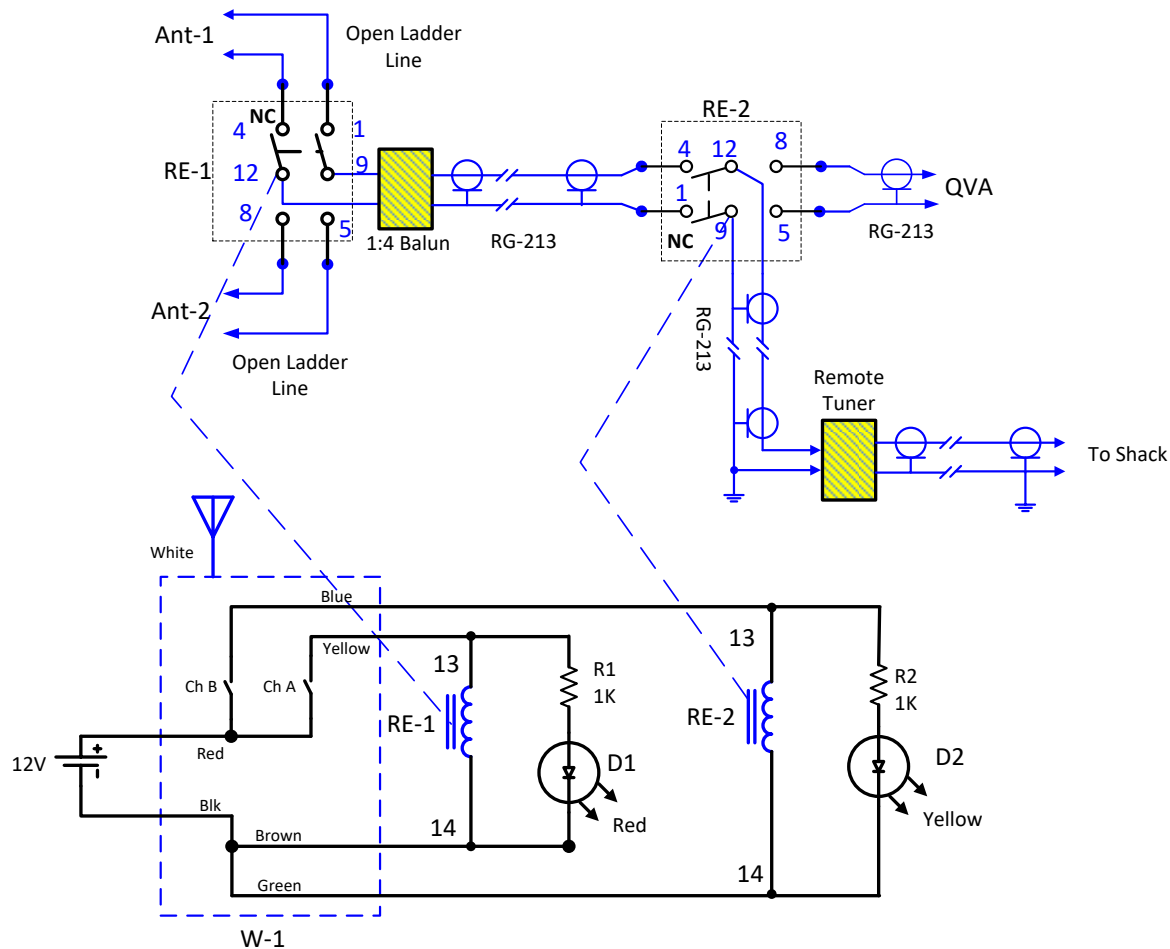 Ant-1
Open Ladder
Line
NC
4
1
RE-1
12
9
8
5
1:4 Balun
RG-213
Ant-2
Open Ladder
Line
RE-2
4
12
8
1
NC
9
5
QVA
RG-213
RG-213
Remote
Tuner
To Shack
White
Blue
Yellow
Ch B
Ch A
13
R1
1K
RE-1
13
R2
1K
RE-2
Red
12V
+
-
D1
D2
Red
Yellow
Blk
Brown
14
14
Green
W-1